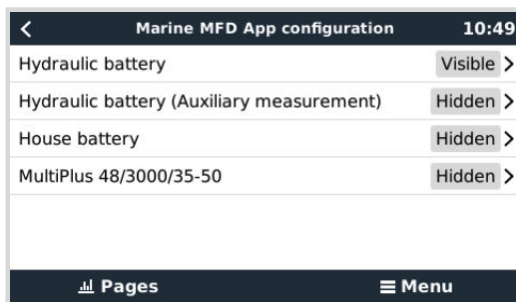 Marine MFD App configuration 10:49
Hydraulic battery Visible
Hydraulic battery (Auxiliary measurement) Hidden
House battery Hidden
MultiPlus 48/3000/35-50 Hidden
Pages Menu